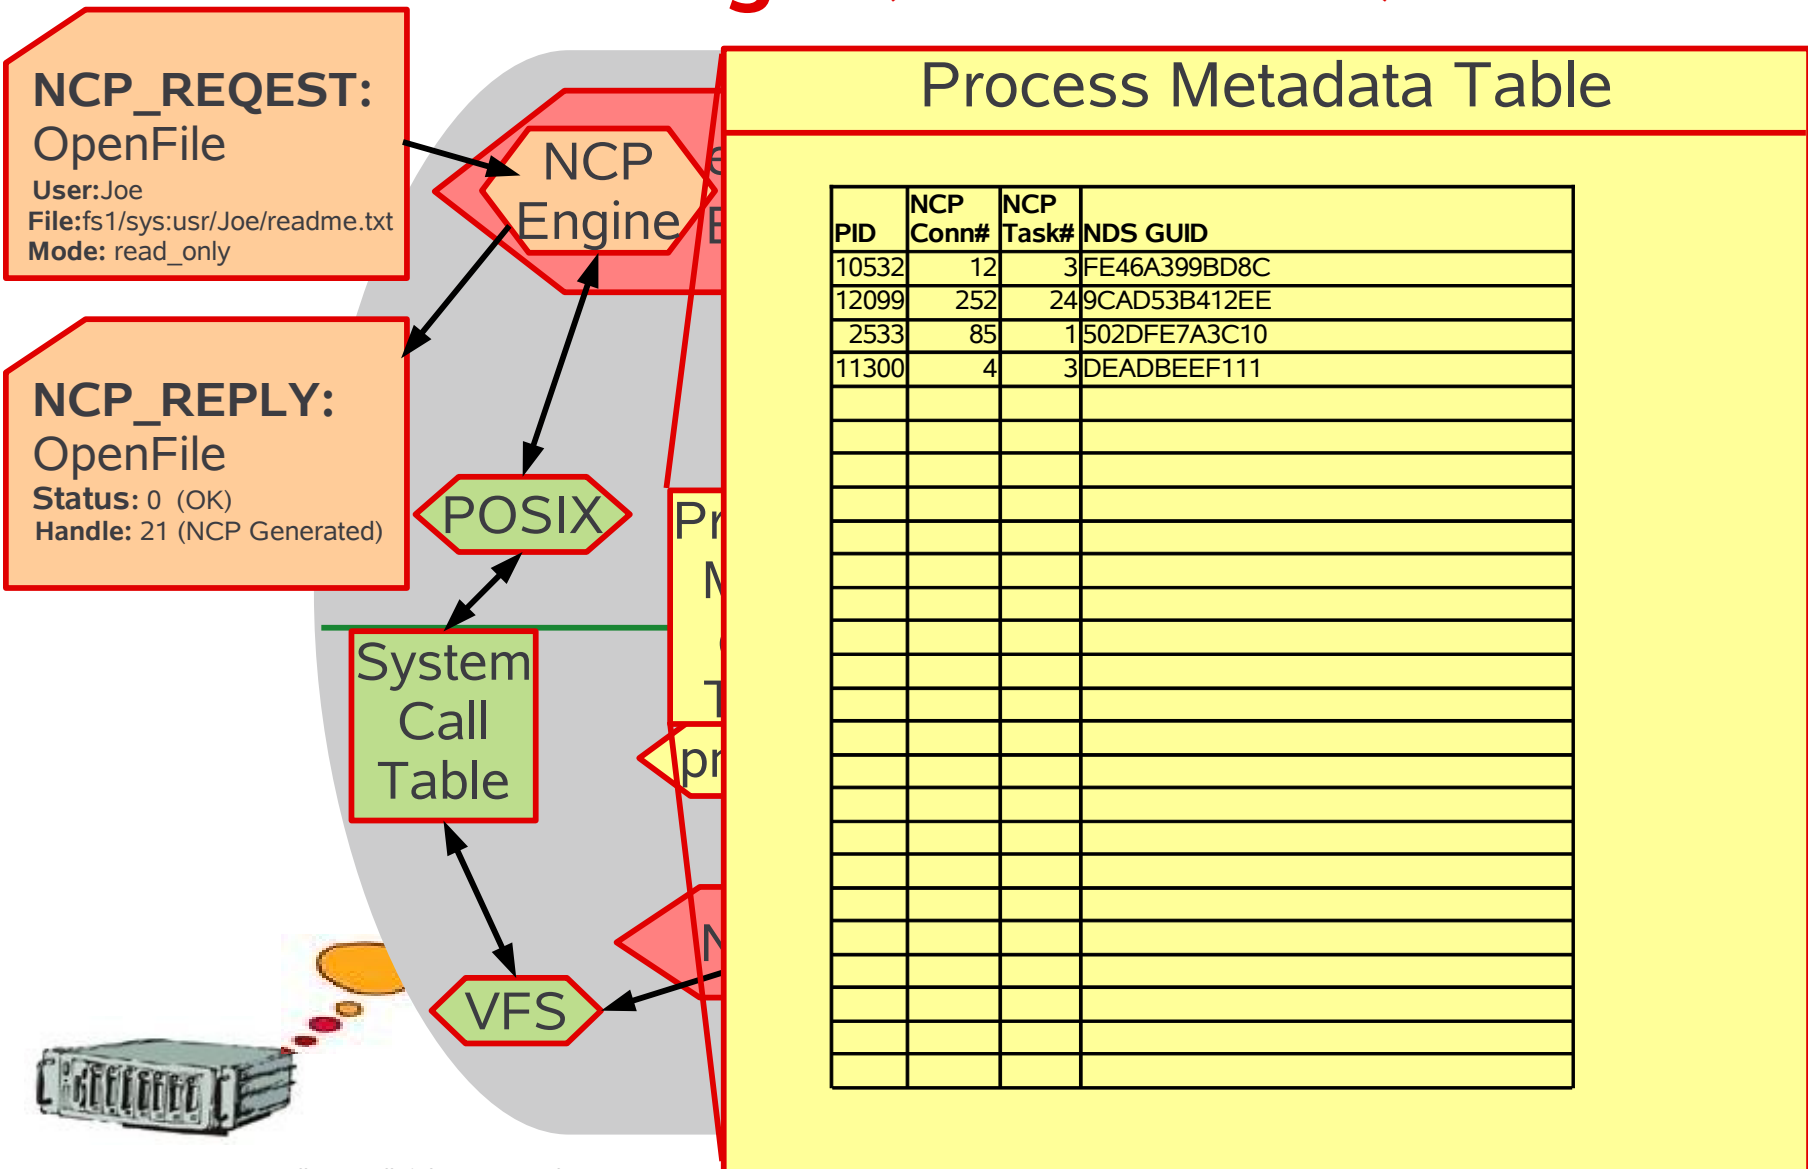 NCP_REQEST:
OpenFile
User:Joe
File:fs1/sys:usr/Joe/readme.txt
Mode: read_only
NCP_REPLY:
OpenFile
Status: 0 (OK)
Handle: 21 (NCP Generated)
NCP
Engine
POSIX
System
Call
Table
VFS
Process Metadata Table
PID NCP Conn# NCP Task# NDS GUID
10532 12 3 FE46A399BD8C
12099 252 24 9CAD53B412EE
2533 85 1 502DFE7A3C10
11300 4 3 DEADBEEF111